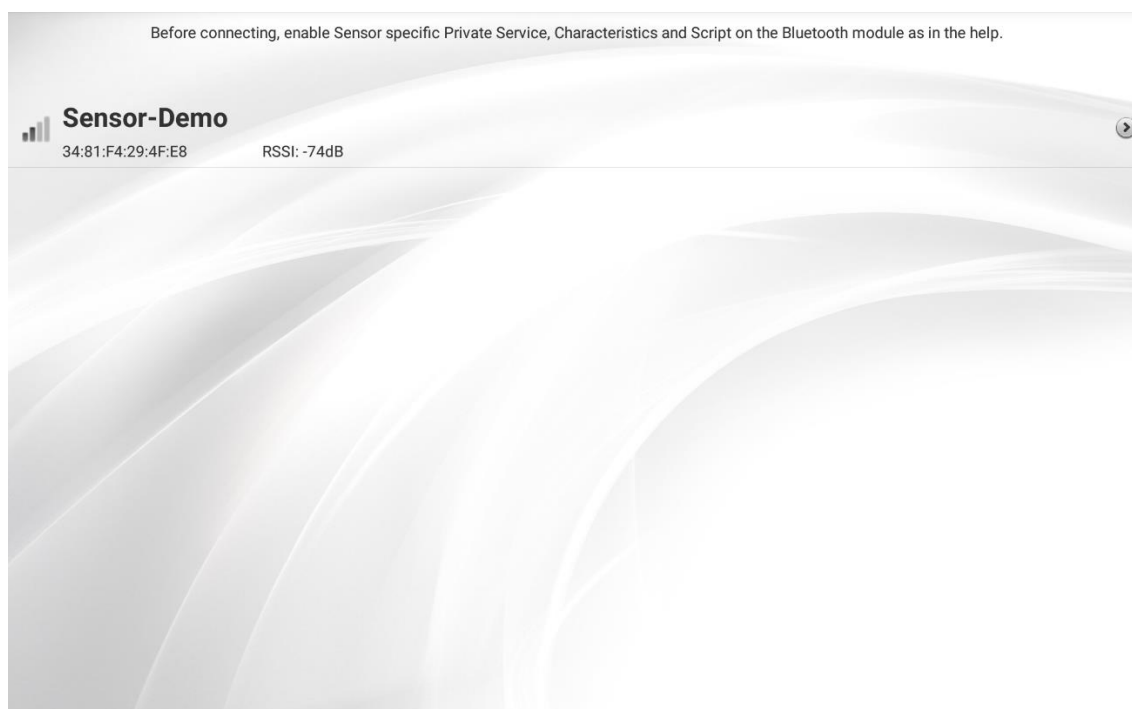 Before connecting, enable Sensor specific Private Service, Characteristics and Script on the Bluetooth module as in the help.
Sensor-Demo
34:81:F4:29:4F:E8 RSSI: -74dB